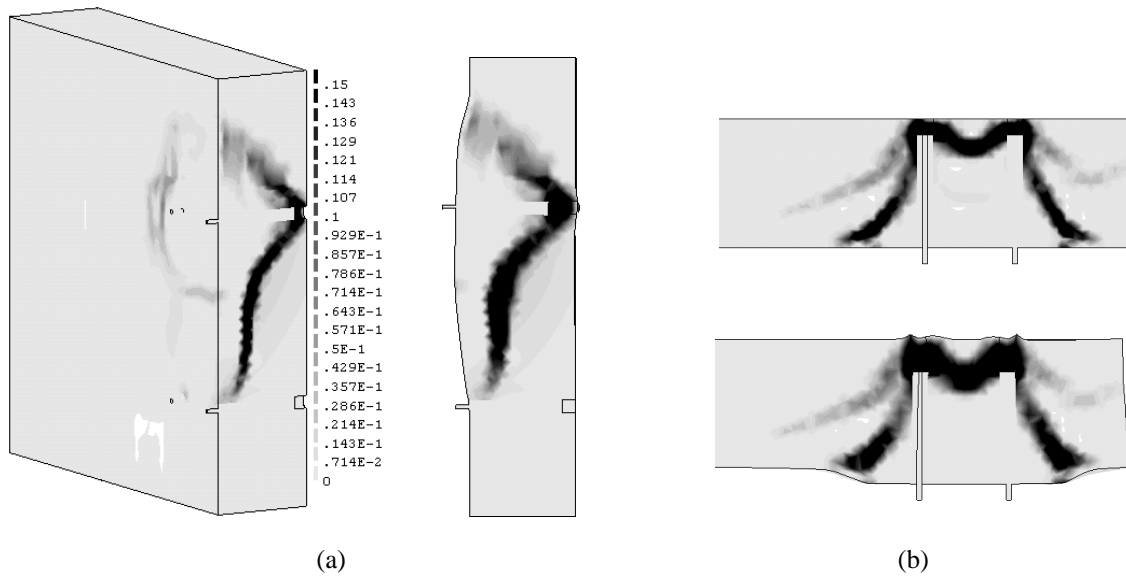 .15
.143
.136
.129
.121
.114
.107
.1
.929E-1
.857E-1
.786E-1
.714E-1
.643E-1
.571E-1
.5E-1
.429E-1
.357E-1
.286E-1
.214E-1
.143E-1
.714E-2
0
(a)
(b)